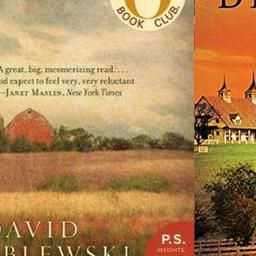 BOOK CLUB.
A great, big, mesmerizing read. . . .
and expect to feel very, very reluctant
—JANET MASLIN, New York Times
DAVID
BLEWSKI
P.S.
INSIGHTS,